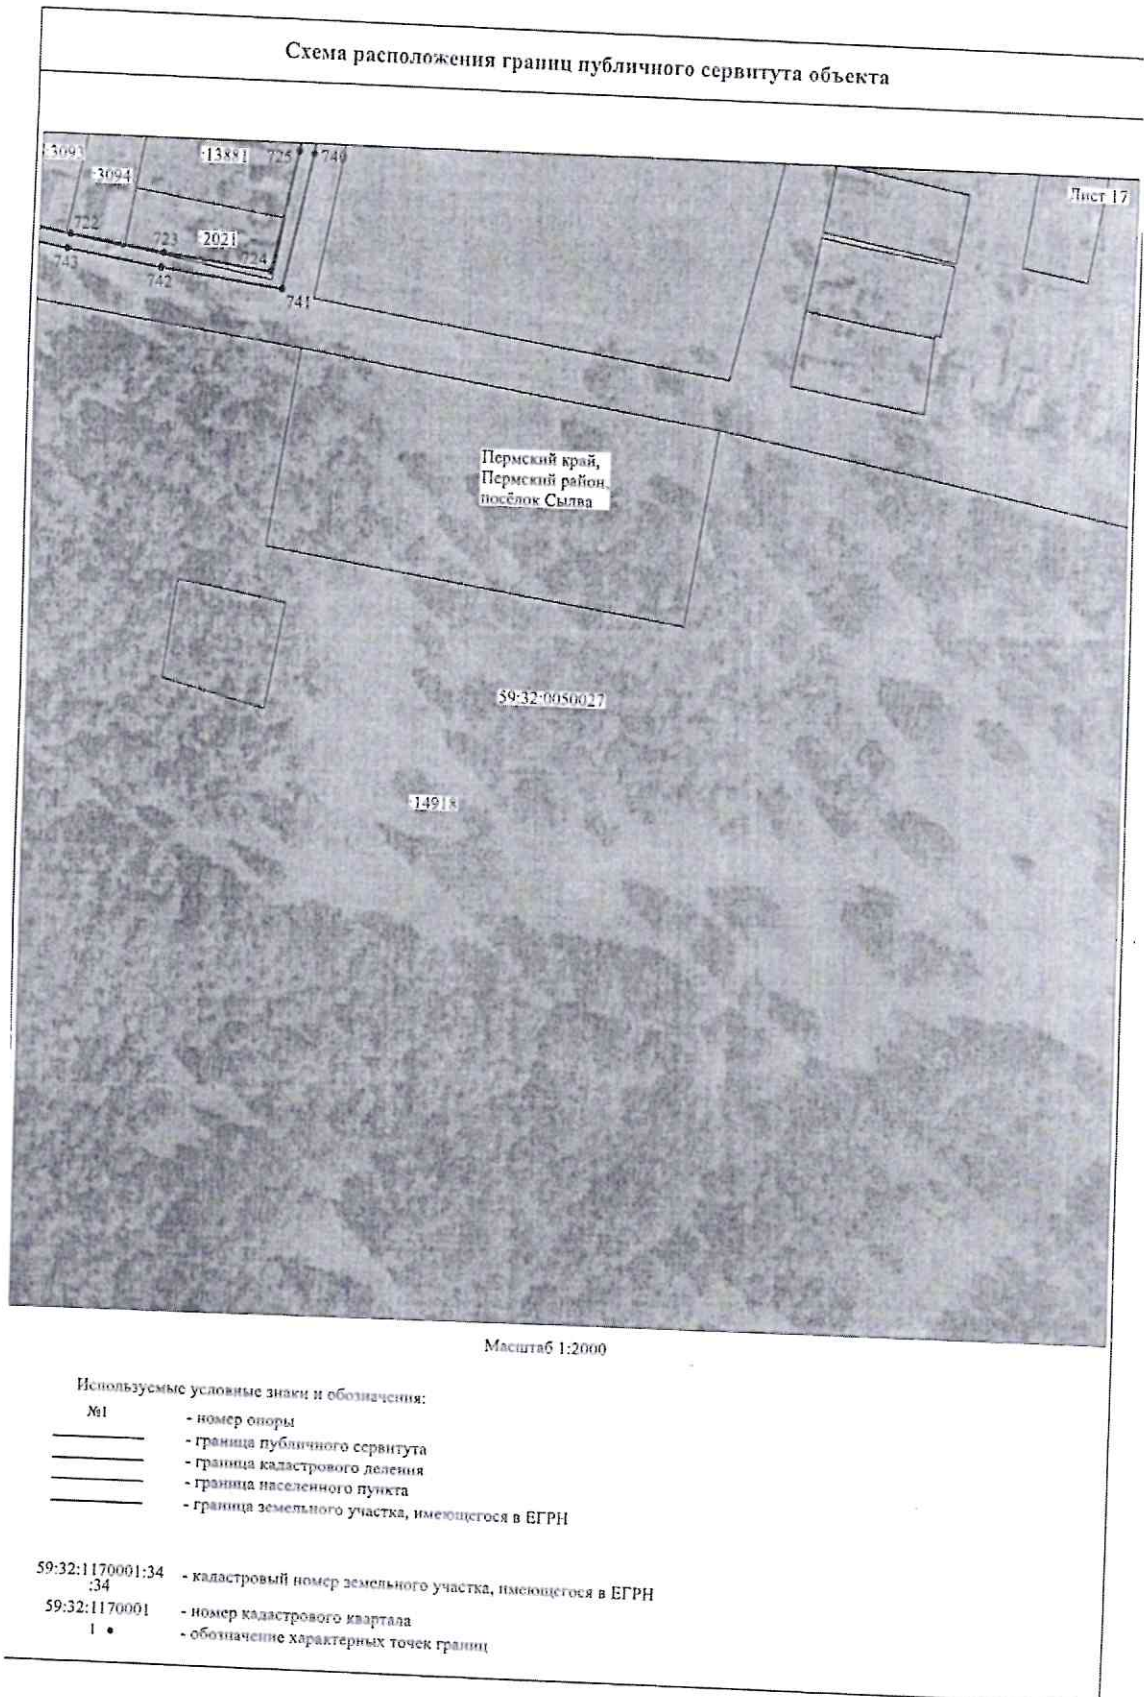 Схема расположения границ публичного сервитута объекта
Лист 17
:3093
:3094
:13881
725
740
722
723
:2021
724
743
742
741
Пермский край,
Пермский район,
посёлок Сылва
59:32:0050027
:14918
Масштаб 1:2000
Используемые условные знаки и обозначения:
№1 - номер опоры
- граница публичного сервитута
- граница кадастрового деления
- граница населенного пункта
- граница земельного участка, имеющегося в ЕГРН
59:32:1170001:34
:34 - кадастровый номер земельного участка, имеющегося в ЕГРН
59:32:1170001 - номер кадастрового квартала
1 • - обозначение характерных точек границ